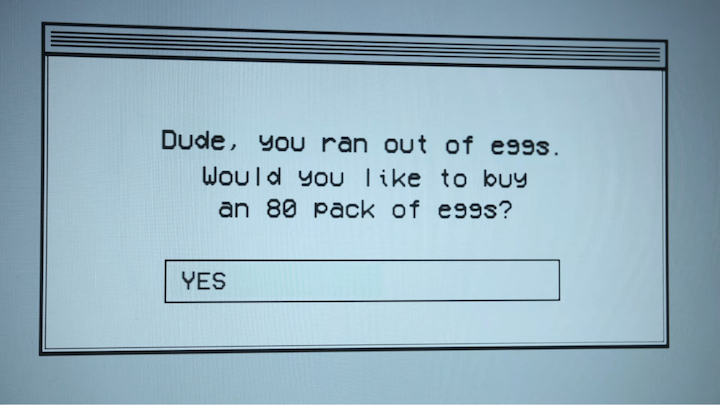 Dude, you ran out of eggs.
Would you like to buy
an 80 pack of eggs?
YES